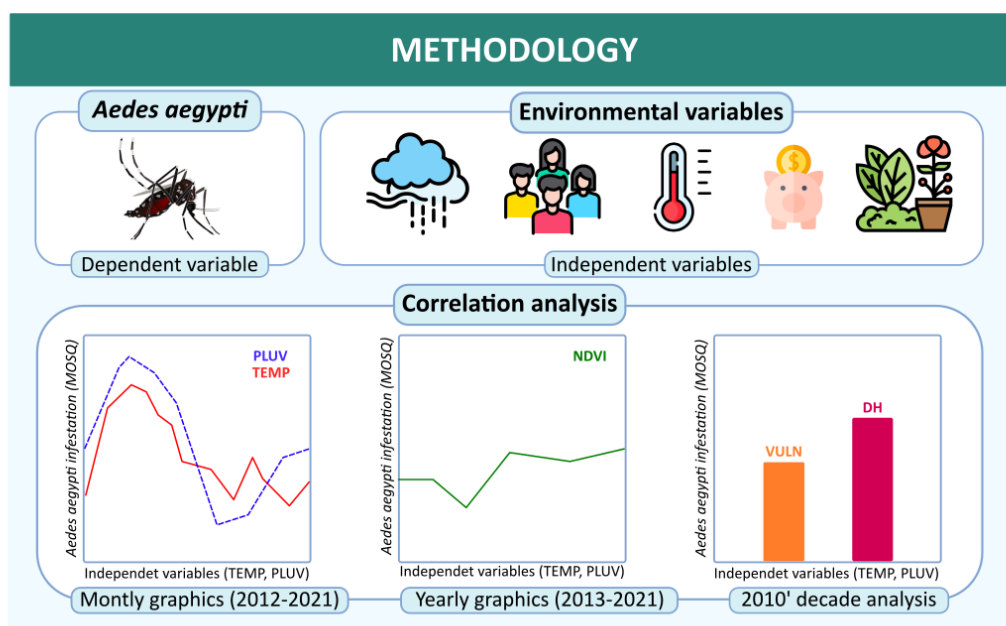 METHODOLOGY
Aedes aegypti
Environmental variables
$
Dependent variable
Independent variables
Correlation analysis
Aedes aegypti infestation (MOSQ)
PLUV
TEMP
Independet variables (TEMP, PLUV)
Montly graphics (2012-2021)
Aedes aegypti infestation (MOSQ)
NDVI
Independet variables (TEMP, PLUV)
Yearly graphics (2013-2021)
Aedes aegypti infestation (MOSQ)
VULN
DH
Independet variables (TEMP, PLUV)
2010' decade analysis